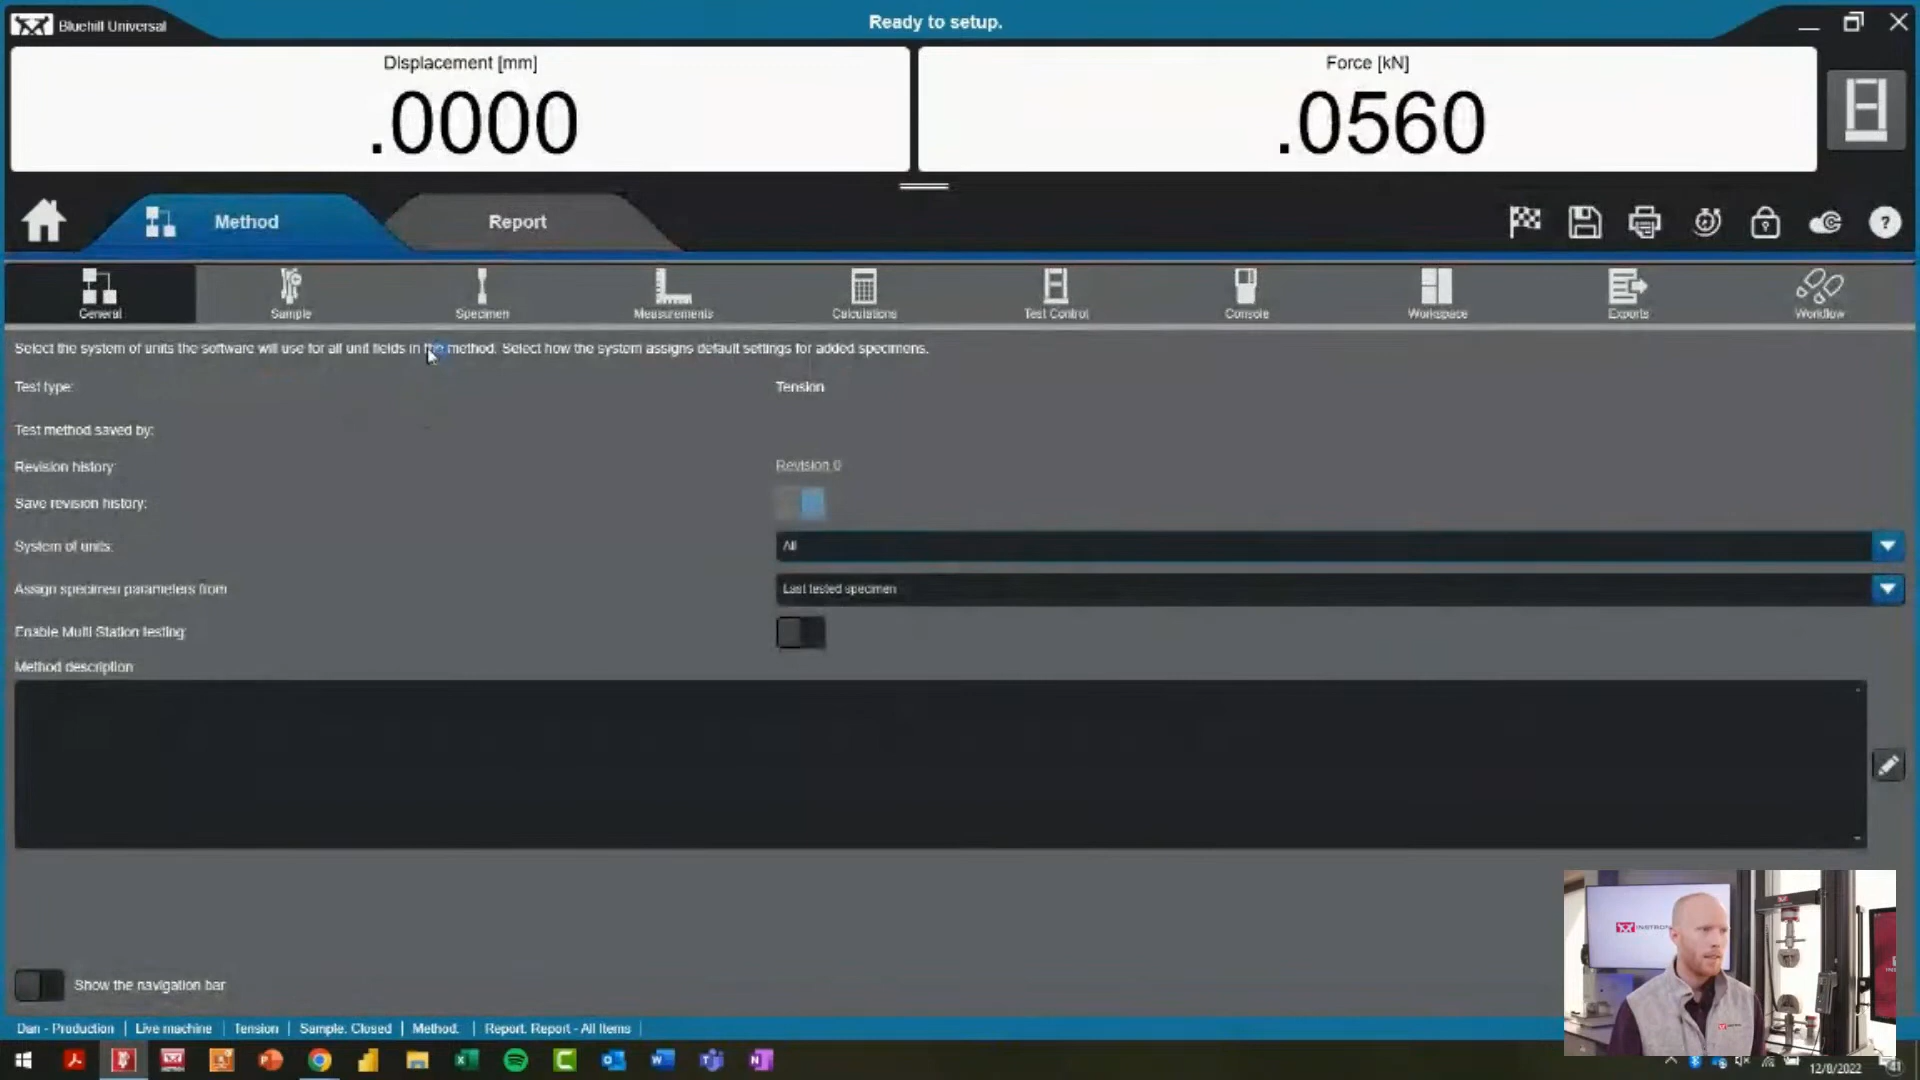 Bluehill Universal
Ready to setup.
Displacement [mm]
.0000
Force [kN]
.0560
Method
Report
?
General
Sample
Specimen
Measurements
Calculations
Test Control
Console
Workspace
Exports
Workflow
Select the system of units the software will use for all unit fields in the method. Select how the system assigns default settings for added specimens.
Test type:
Tension
Test method saved by:
Revision history:
Revision 0
Save revision history:
System of units:
All
Assign specimen parameters from
Last tested specimen
Enable Multi Station testing:
Method description
Show the navigation bar
INSTRON
Dan - Production
Live machine
Tension
Sample: Closed
Method:
Report: Report - All Items
12/8/2022
41